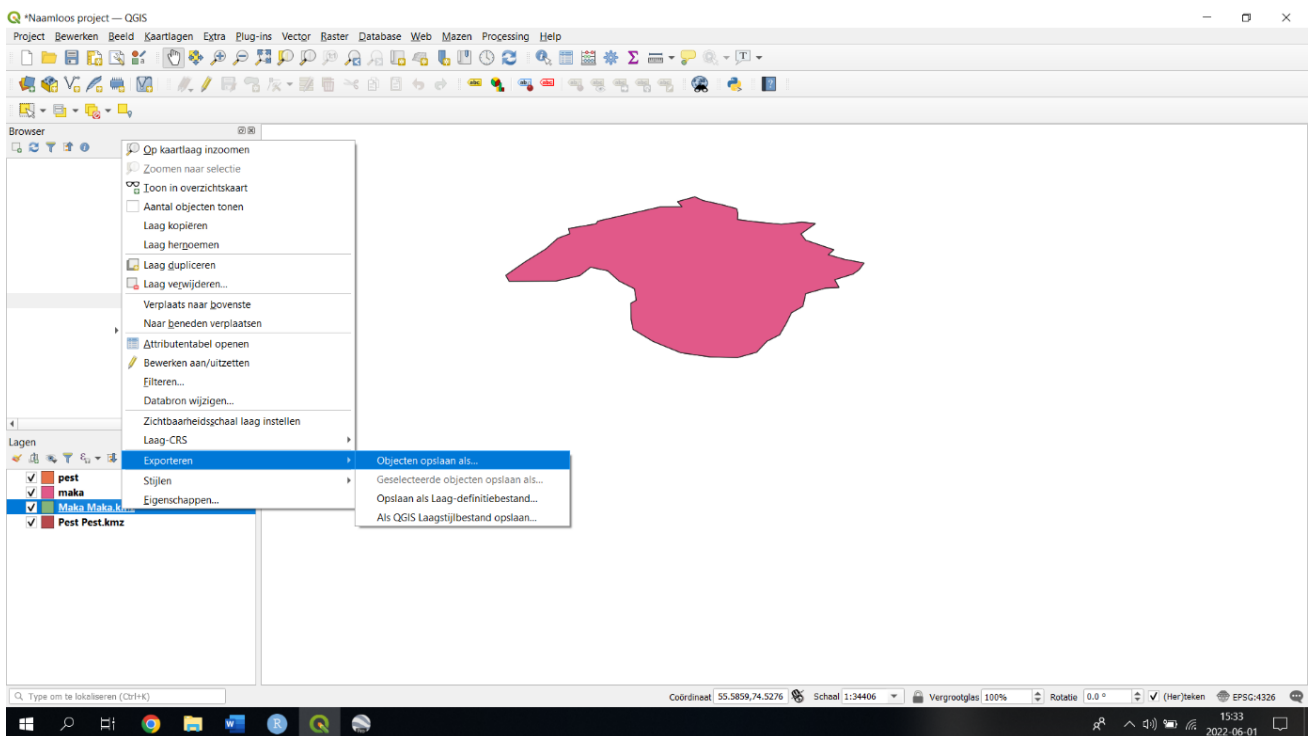 *Naamloos project — QGIS
Project Bewerken Beeld Kaartlagen Extra Plug-ins Vector Raster Database Web Mazen Processing Help
Browser
Op kaartlaag inzoomen
Zoomen naar selectie
Toon in overzichtskaart
Aantal objecten tonen
Laag kopiëren
Laag hernoemen
Laag dupliceren
Laag verwijderen...
Verplaats naar bovenste
Naar beneden verplaatsen
Attributentabel openen
Bewerken aan/uitzetten
Filteren...
Databron wijzigen...
Zichtbaarheidsschaal laag instellen
Laag-CRS
Exporteren
Stijlen
Eigenschappen...
Objecten opslaan als...
Geselecteerde objecten opslaan als...
Opslaan als Laag-definitiebestand...
Als QGIS Laagstijlbestand opslaan...
Lagen
pest
maka
Maka Maka.kmz
Pest Pest.kmz
Type om te lokaliseren (Ctrl+K)
Coördinaat 55.5859,74.5276 Schaal 1:34406 Vergrootglas 100% Rotatie 0.0 ° (Her)teken EPSG:4326
15:33
2022-06-01